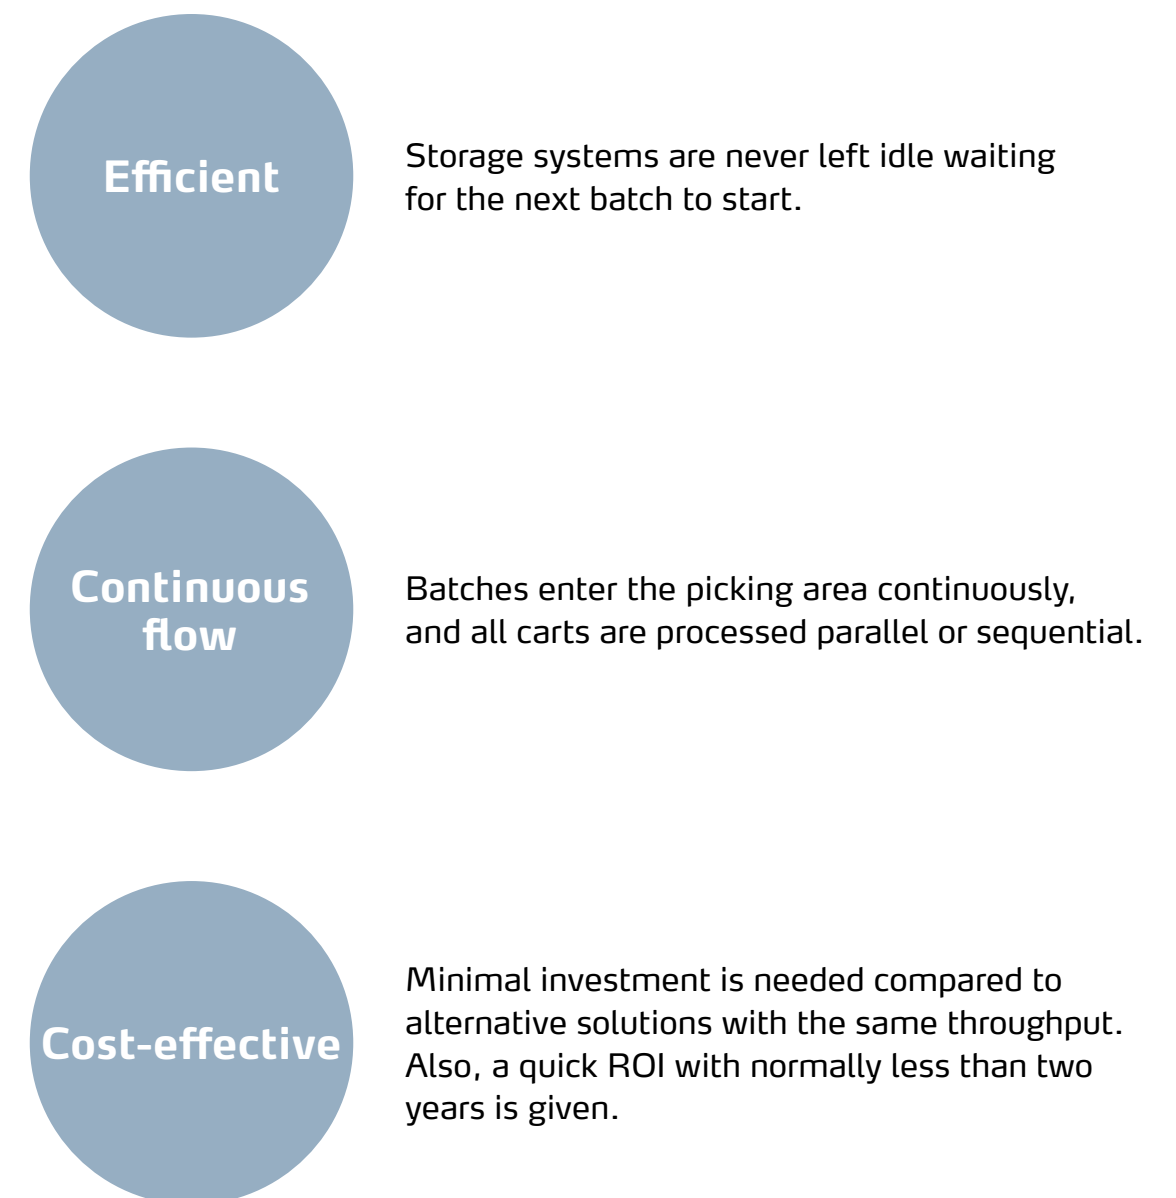 Efficient
Storage systems are never left idle waiting
for the next batch to start.
Continuous
flow
Batches enter the picking area continuously,
and all carts are processed parallel or sequential.
Cost-effective
Minimal investment is needed compared to
alternative solutions with the same throughput.
Also, a quick ROI with normally less than two
years is given.